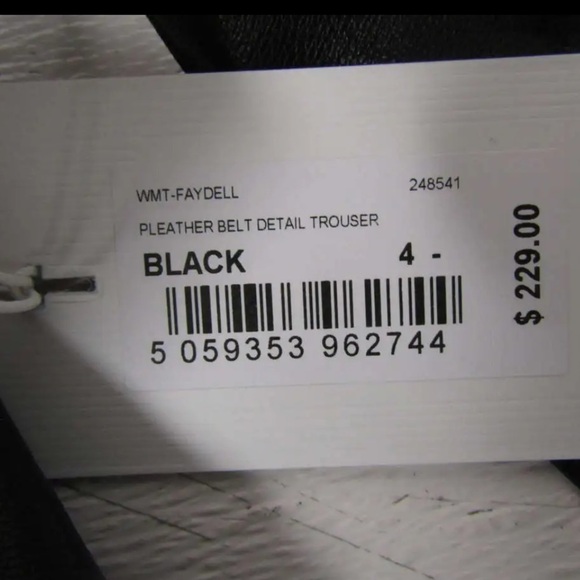 WMT-FAYDELL 248541
PLEATHER BELT DETAIL TROUSER
BLACK 4 -
5 059353 962744
$ 229.00